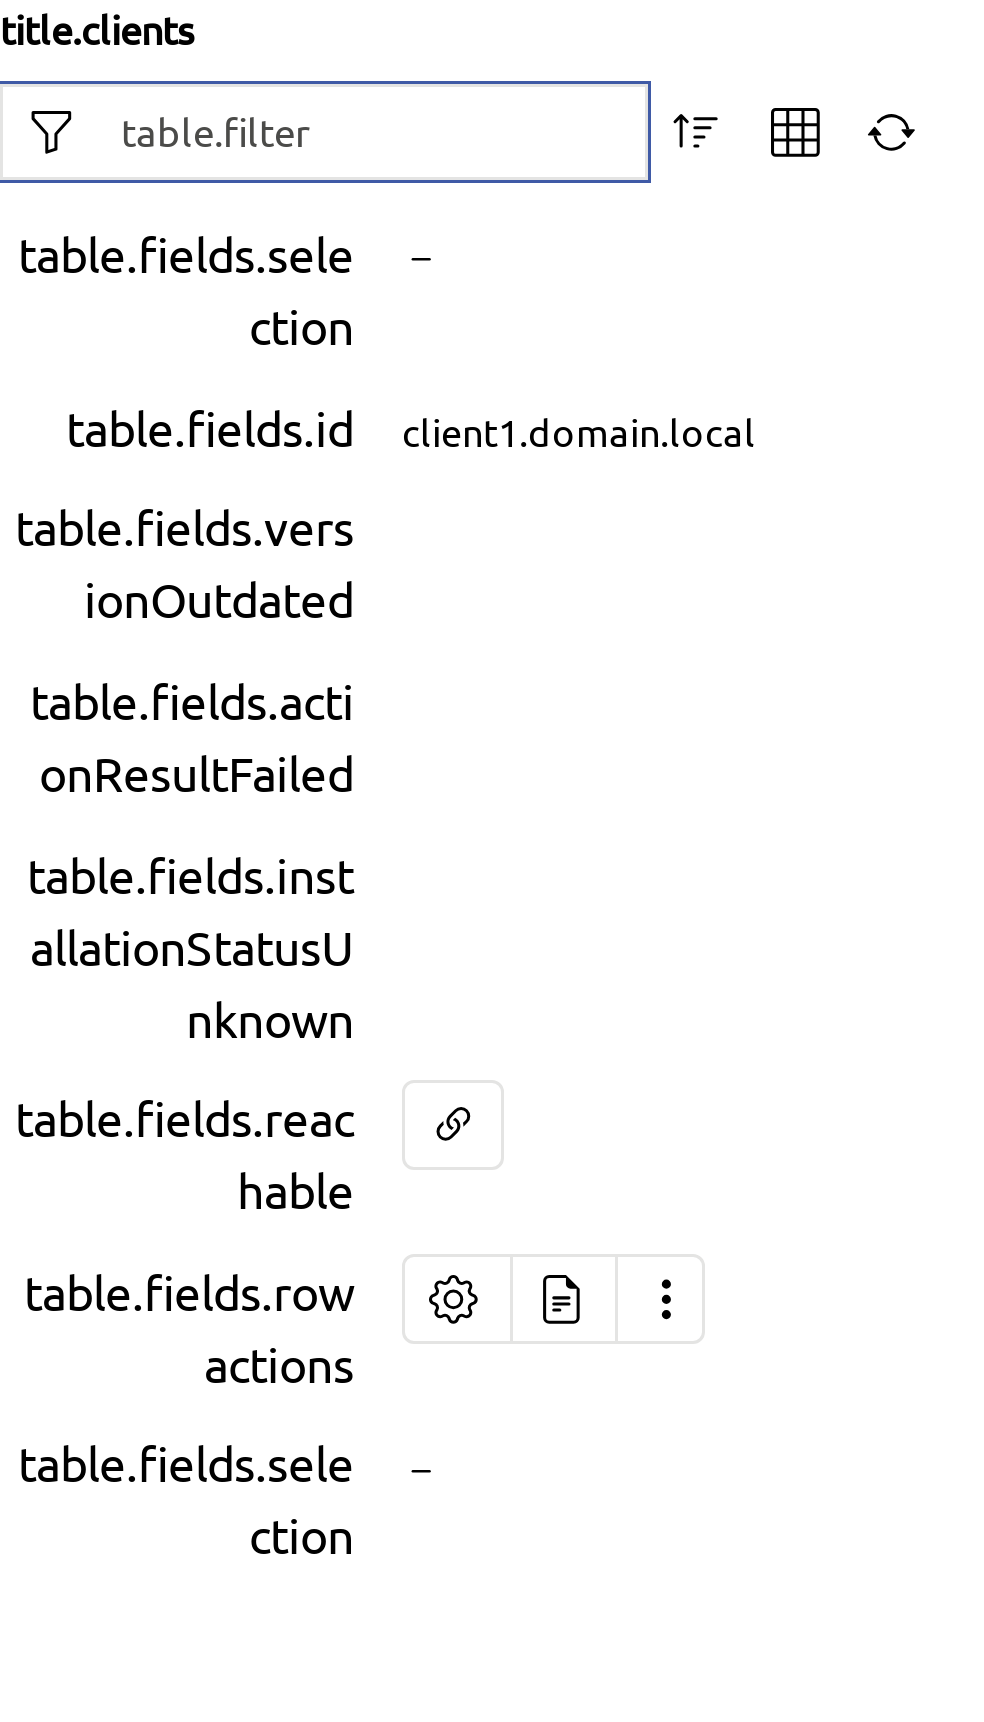 title.clients
table.filter
table.fields.sele –
ction
table.fields.id client1.domain.local
table.fields.vers
ionOutdated
table.fields.acti
onResultFailed
table.fields.inst
allationStatusU
nknown
table.fields.reac
hable
table.fields.row
actions
table.fields.sele –
ction